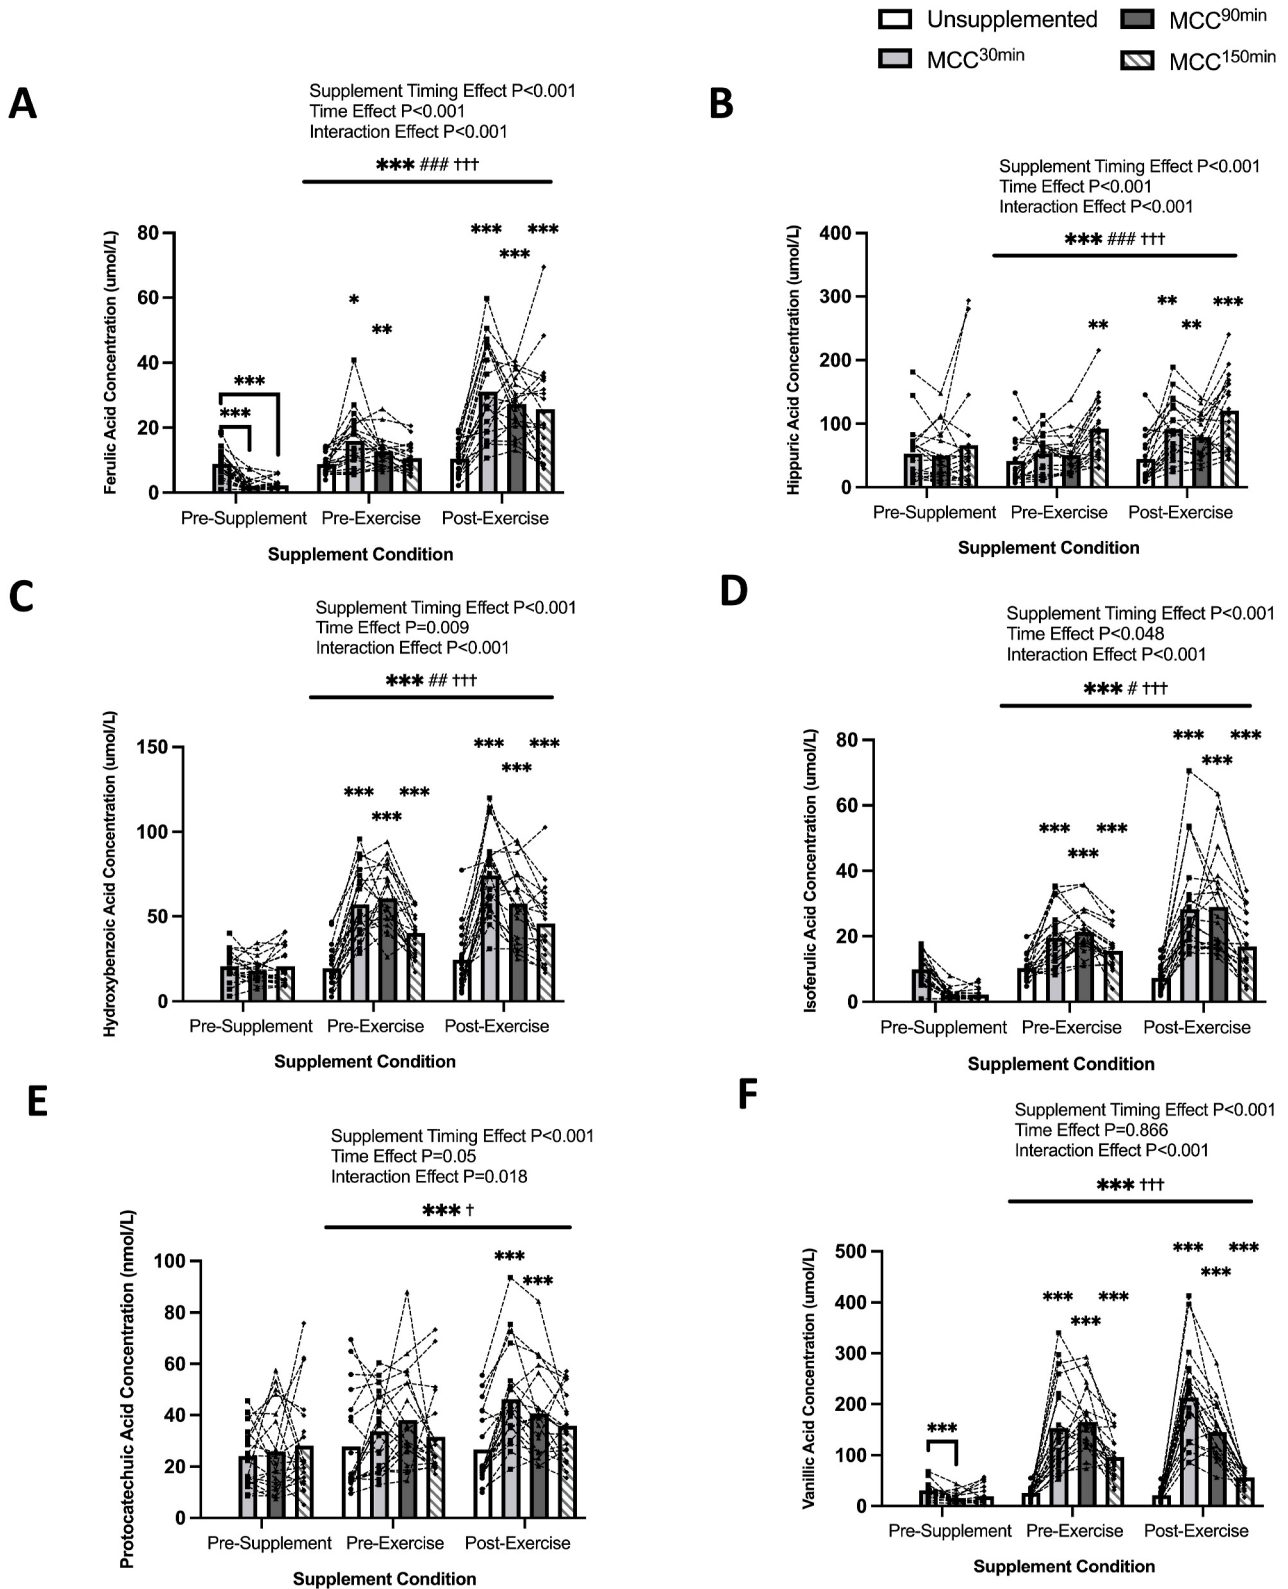 Unsupplemented
MCC90min
MCC30min
MCC150min
A
Supplement Timing Effect P<0.001
Time Effect P<0.001
Interaction Effect P<0.001
*** ### †††
Ferulic Acid Concentration (umol/L)
80
60
40
20
0
***
***
*
**
***
***
***
Pre-Supplement Pre-Exercise Post-Exercise
Supplement Condition
B
Supplement Timing Effect P<0.001
Time Effect P<0.001
Interaction Effect P<0.001
*** ### †††
Hippuric Acid Concentration (umol/L)
400
300
200
100
0
**
**
**
***
Pre-Supplement Pre-Exercise Post-Exercise
Supplement Condition
C
Supplement Timing Effect P<0.001
Time Effect P=0.009
Interaction Effect P<0.001
*** ## †††
Hydroxybenzoic Acid Concentration (umol/L)
150
100
50
0
***
***
***
***
***
***
Pre-Supplement Pre-Exercise Post-Exercise
Supplement Condition
D
Supplement Timing Effect P<0.001
Time Effect P<0.048
Interaction Effect P<0.001
*** # †††
Isoferulic Acid Concentration (umol/L)
80
60
40
20
0
***
***
***
***
***
***
Pre-Supplement Pre-Exercise Post-Exercise
Supplement Condition
E
Supplement Timing Effect P<0.001
Time Effect P=0.05
Interaction Effect P=0.018
*** †
Protocatechuic Acid Concentration (nmol/L)
100
80
60
40
20
0
***
***
Pre-Supplement Pre-Exercise Post-Exercise
Supplement Condition
F
Supplement Timing Effect P<0.001
Time Effect P=0.866
Interaction Effect P<0.001
*** †††
Vanillic Acid Concentration (umol/L)
500
400
300
200
100
0
***
***
***
***
***
***
***
Pre-Supplement Pre-Exercise Post-Exercise
Supplement Condition